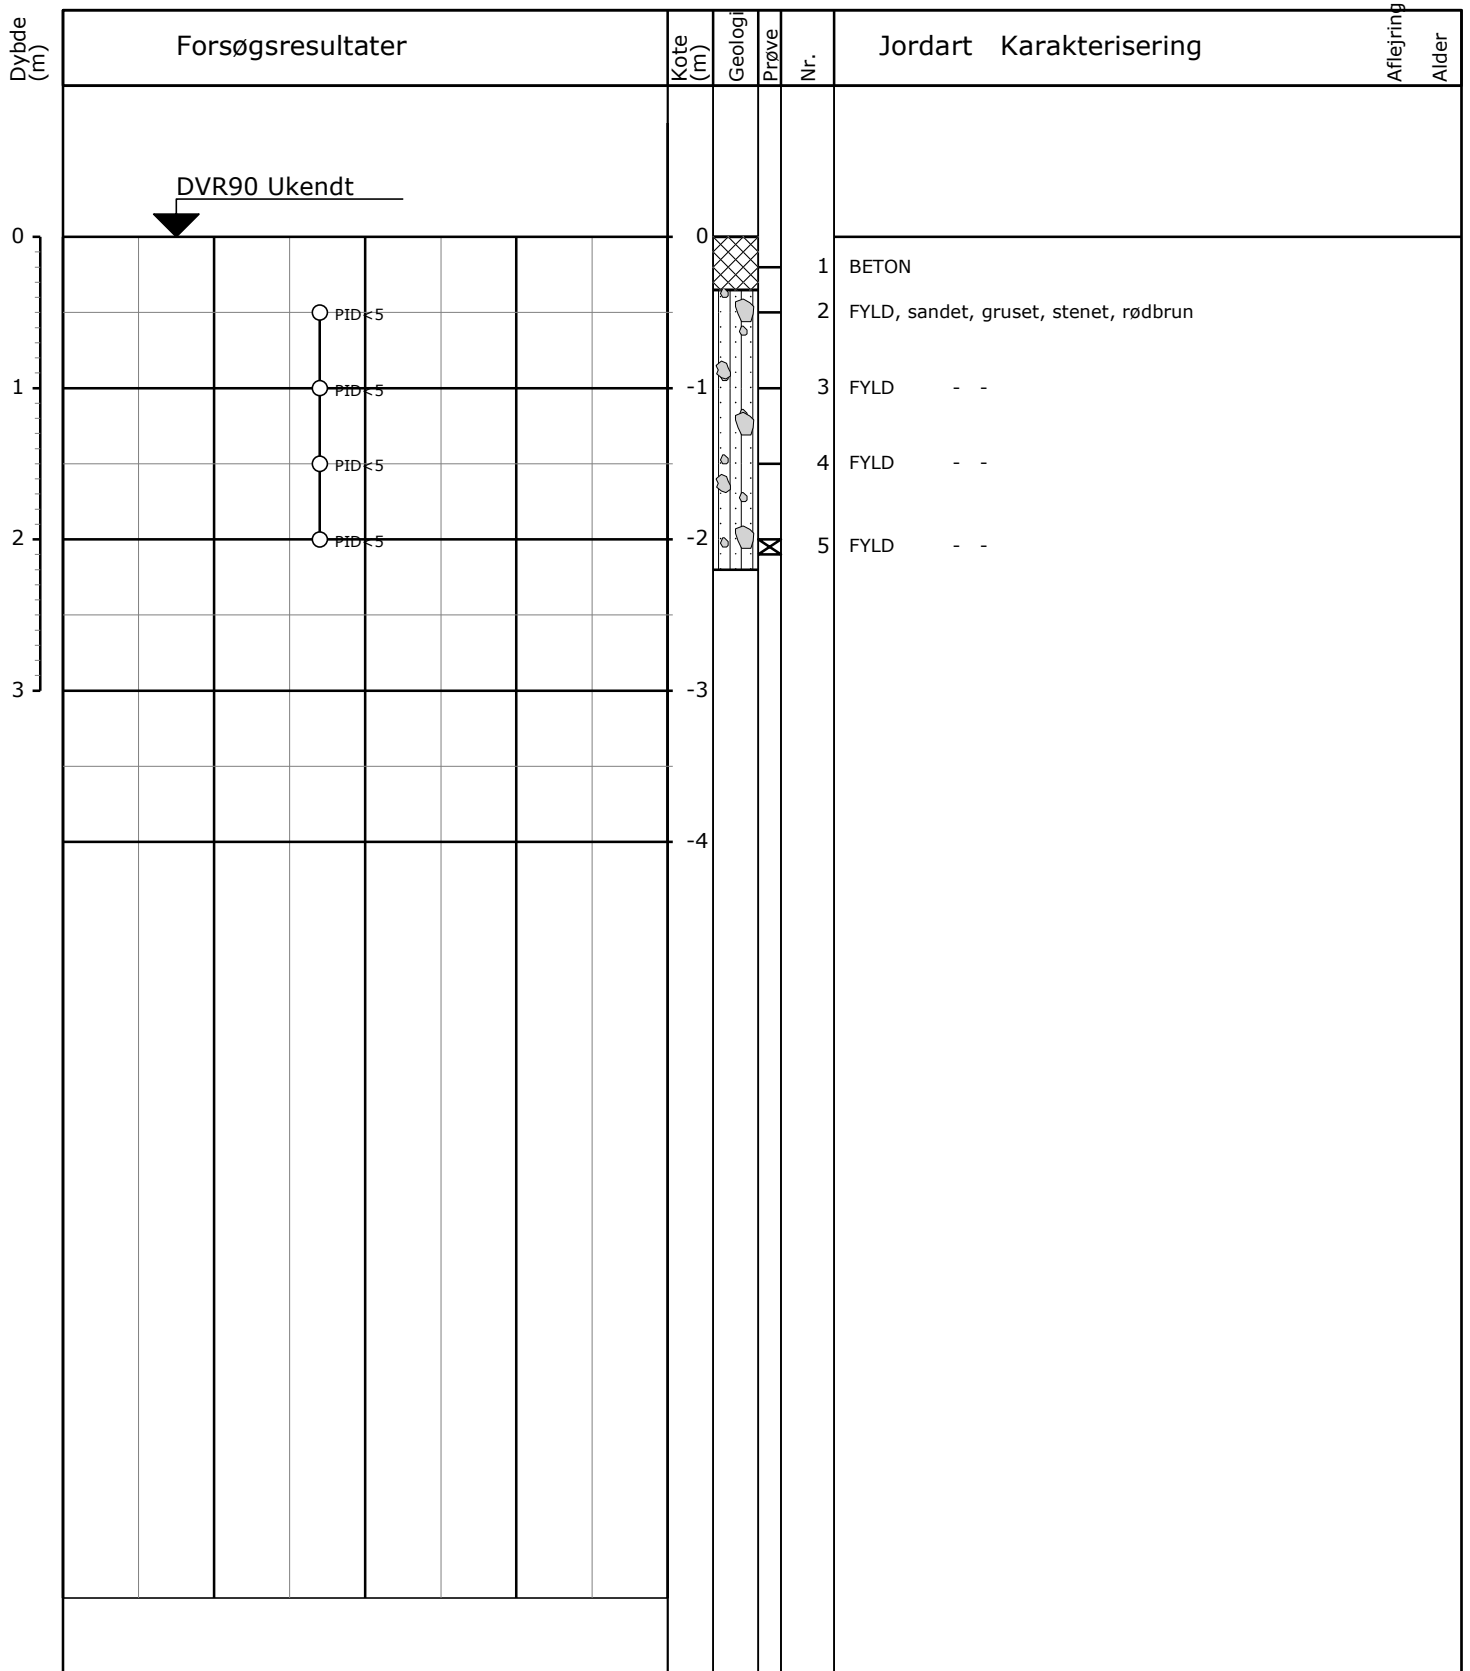 Dybde
(m)
Forsøgsresultater
Kote
(m)
Geologi
Prøve
Nr.
Jordart Karakterisering
Aflejring
Alder
DVR90 Ukendt
0
0
1 BETON
PID<5
2 FYLD, sandet, gruset, stenet, rødbrun
1
PID<5
-1
3 FYLD - -
PID<5
4 FYLD - -
2
PID<5
-2
5 FYLD - -
3
-3
-4